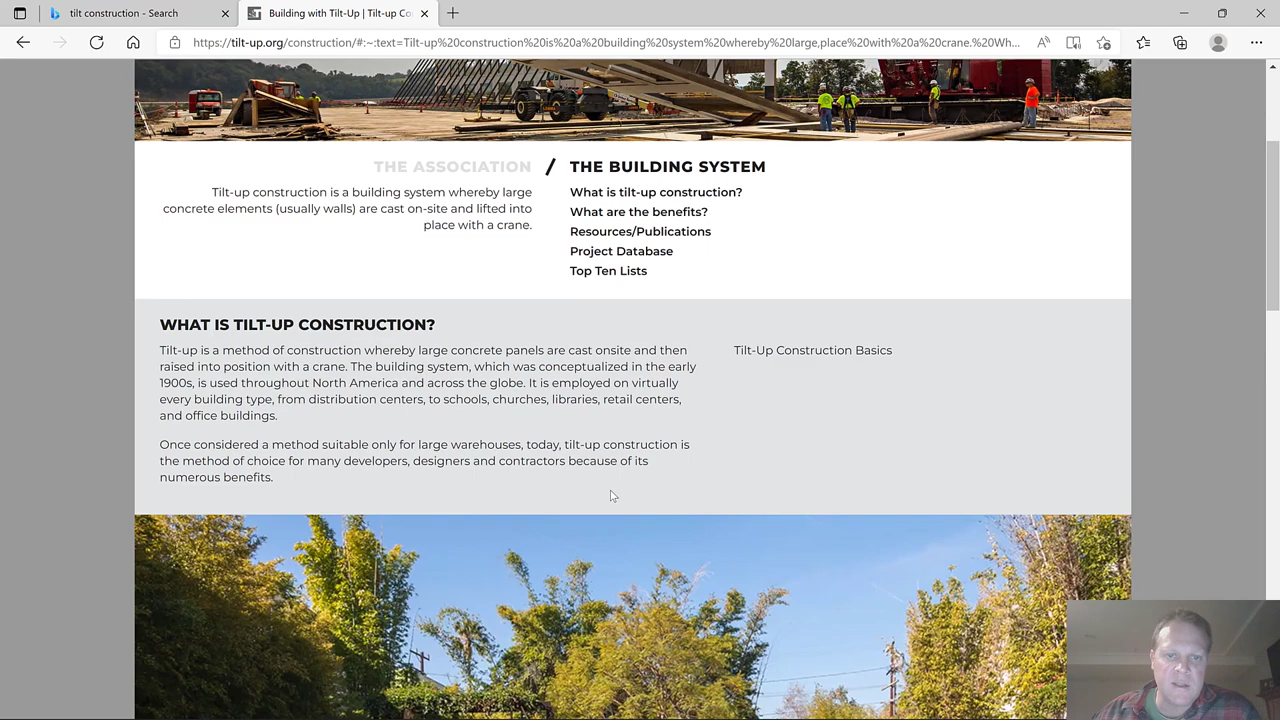 tilt construction - Search
Building with Tilt-Up | Tilt-up Co
https://tilt-up.org/construction/#:~:text=Tilt-up%20construction%20is%20a%20building%20system%20whereby%20large,place%20with%20a%20crane.%20Wh...
THE ASSOCIATION / THE BUILDING SYSTEM
Tilt-up construction is a building system whereby large
concrete elements (usually walls) are cast on-site and lifted into
place with a crane.
What is tilt-up construction?
What are the benefits?
Resources/Publications
Project Database
Top Ten Lists
WHAT IS TILT-UP CONSTRUCTION?
Tilt-up is a method of construction whereby large concrete panels are cast onsite and then
raised into position with a crane. The building system, which was conceptualized in the early
1900s, is used throughout North America and across the globe. It is employed on virtually
every building type, from distribution centers, to schools, churches, libraries, retail centers,
and office buildings.
Once considered a method suitable only for large warehouses, today, tilt-up construction is
the method of choice for many developers, designers and contractors because of its
numerous benefits.
Tilt-Up Construction Basics